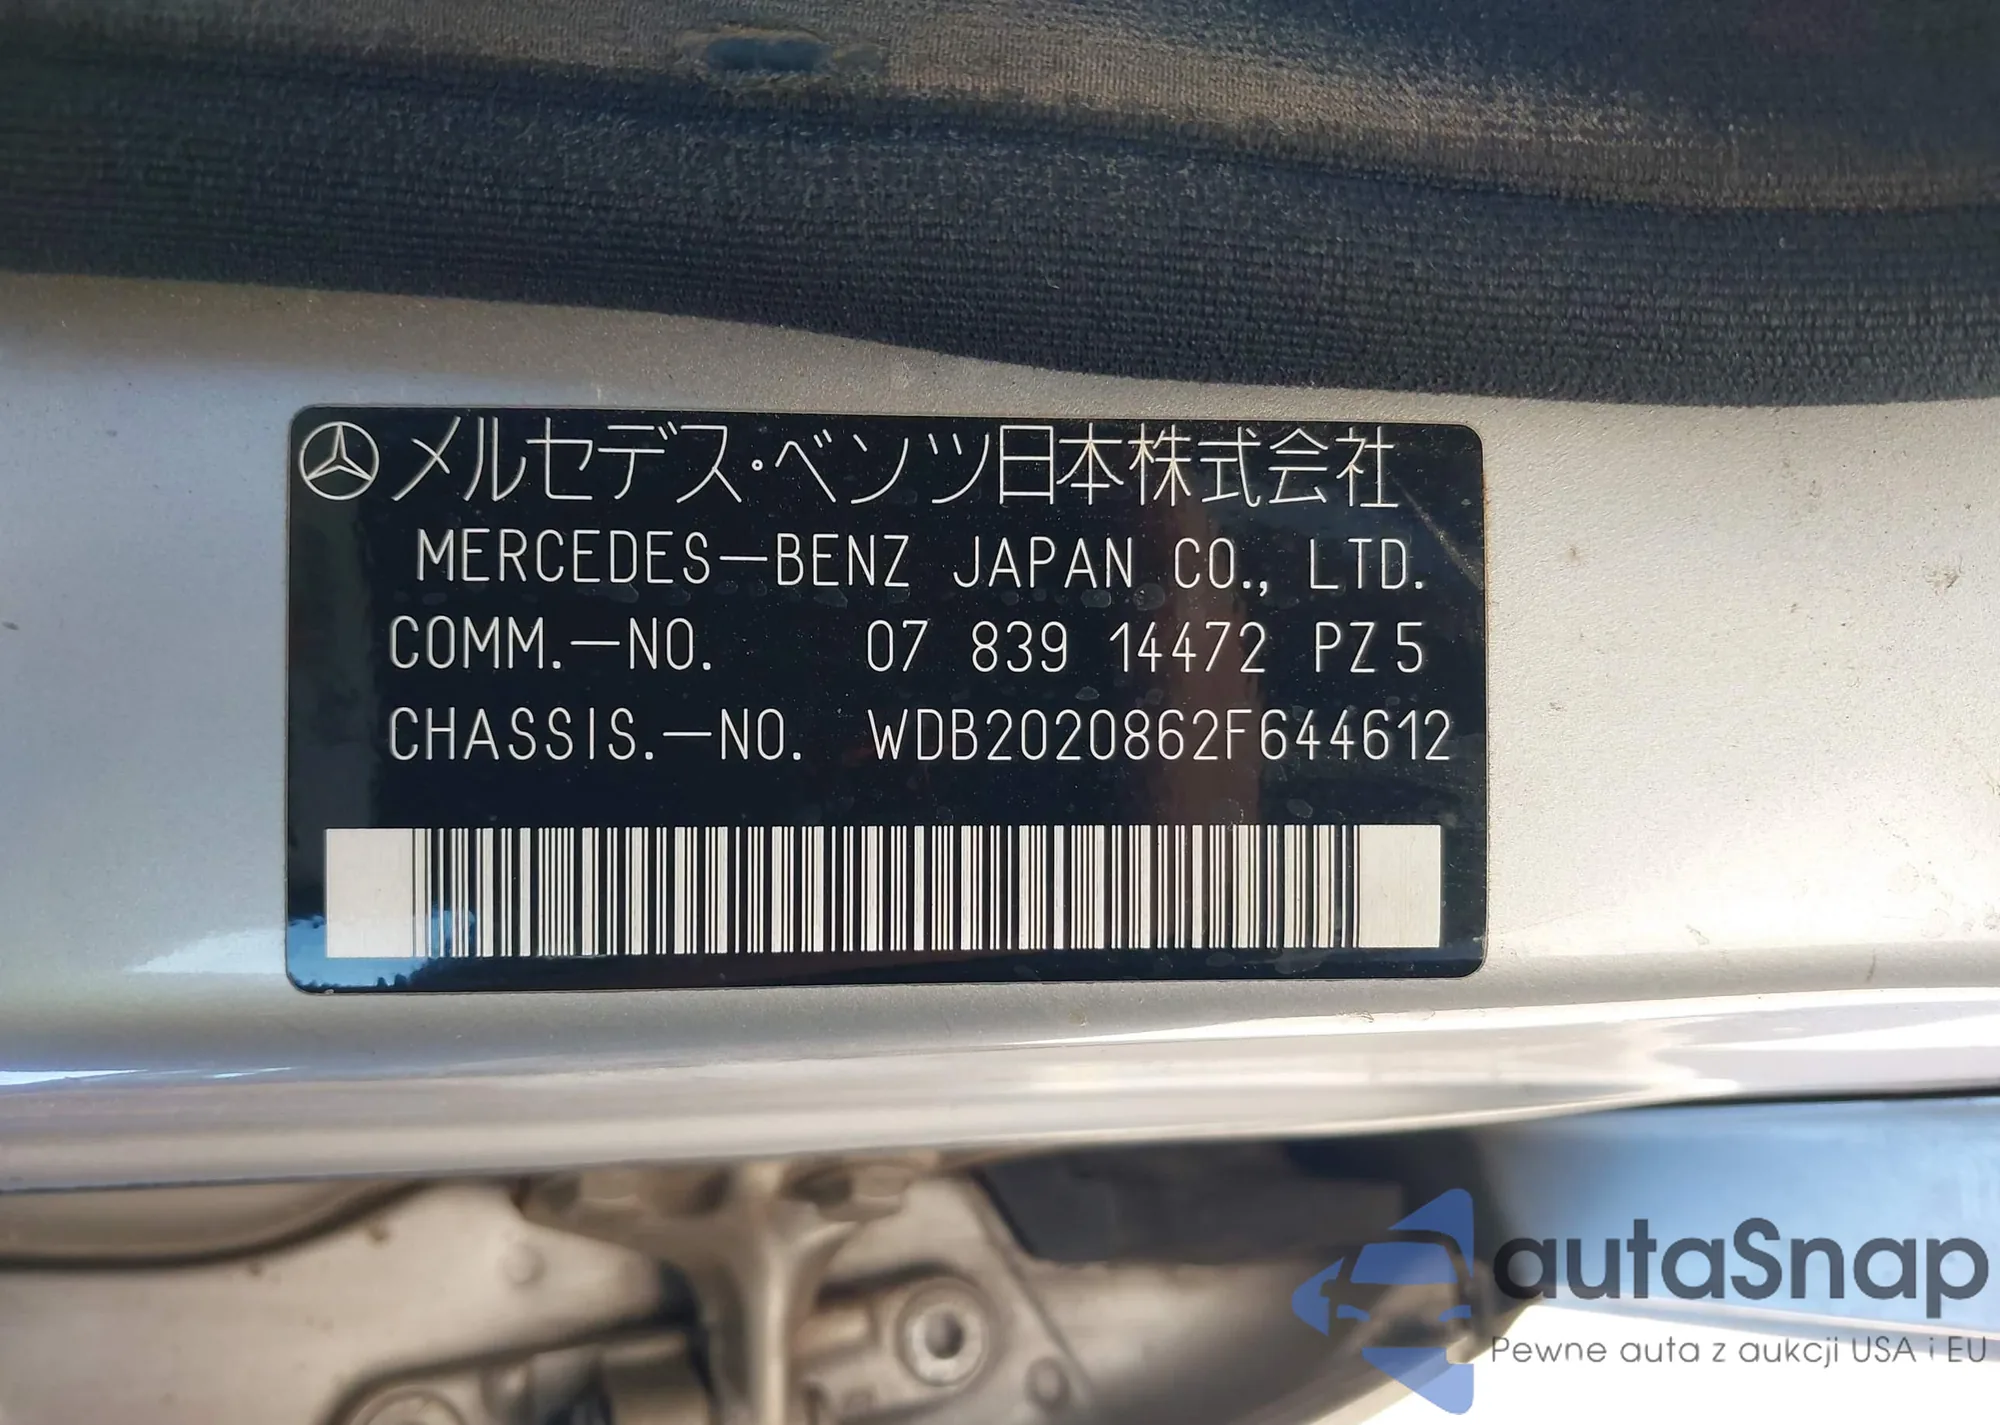 メルセデス・ベンツ日本株式会社
MERCEDES-BENZ JAPAN CO., LTD.
COMM.-NO. 07 839 14472 PZ5
CHASSIS.-NO. WDB2020862F644612
autaSnap
Pewne auta z aukcji USA i EU